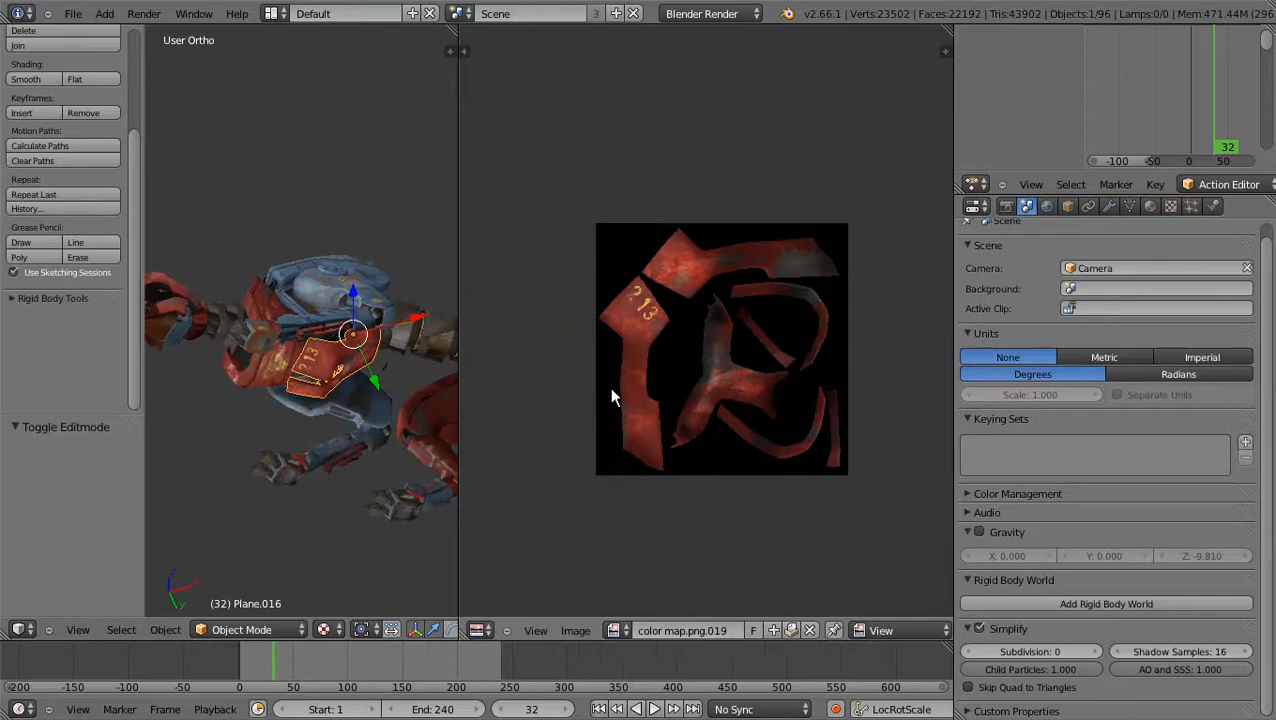 File Add Render Window Help Default Scene 3 Blender Render v2.66.1 | Verts:23502 | Faces:22192 | Tris:43902 | Objects:1/96 | Lamps:0/0 | Mem:471.44M (296
Delete
Join
Shading:
Smooth Flat
Keyframes:
Insert Remove
Motion Paths:
Calculate Paths
Clear Paths
Repeat:
Repeat Last
History...
Grease Pencil:
Draw Line
Poly Erase
Use Sketching Sessions
Rigid Body Tools
Toggle Editmode
User Ortho
213
z
x
y
(32) Plane.016
View Select Object Object Mode
213
View Image color map.png.019 F View
32
-100 -50 0 50
View Select Marker Key Action Editor
Scene
Scene
Camera: Camera
Background:
Active Clip:
Units
None Metric Imperial
Degrees Radians
Scale: 1.000 Separate Units
Keying Sets
Color Management
Audio
Gravity
X: 0.000 Y: 0.000 Z: -9.810
Rigid Body World
Add Rigid Body World
Simplify
Subdivision: 0 Shadow Samples: 16
Child Particles: 1.000 AO and SSS: 1.000
Skip Quad to Triangles
Custom Properties
-200 -150 -100 -50 0 50 100 150 200 250 300 350 400 450 500 550 600 650
View Marker Frame Playback Start: 1 End: 240 32 No Sync LocRotScale